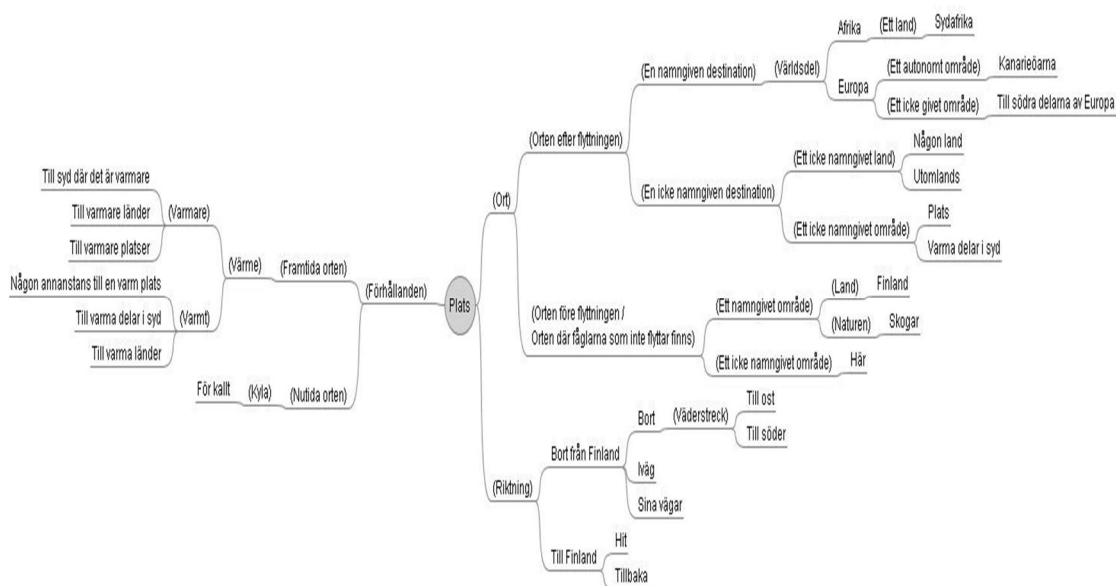 Plats
(Ort)
(Orten efter flyttningen)
(En namngiven destination)
(Världsdel)
Afrika
(Ett land)
Sydafrika
Europa
(Ett autonomt område)
Kanarieöarna
(Ett icke givet område)
Till södra delarna av Europa
(En icke namngiven destination)
(Ett icke namngivet land)
Någon land
Utomlands
(Ett icke namngivet område)
Plats
Varma delar i syd
(Orten före flyttningen /
Orten där fåglarna som inte flyttar finns)
(Ett namngivet område)
(Land)
Finland
(Naturen)
Skogar
(Ett icke namngivet område)
Här
(Riktning)
Bort från Finland
Bort
(Väderstreck)
Till ost
Till söder
Iväg
Sina vägar
Till Finland
Hit
Tillbaka
(Förhållanden)
(Framtida orten)
(Värme)
(Varmare)
Till syd där det är varmare
Till varmare länder
Till varmare platser
(Varmt)
Någon annanstans till en varm plats
Till varma delar i syd
Till varma länder
(Nutida orten)
(Kyla)
För kallt